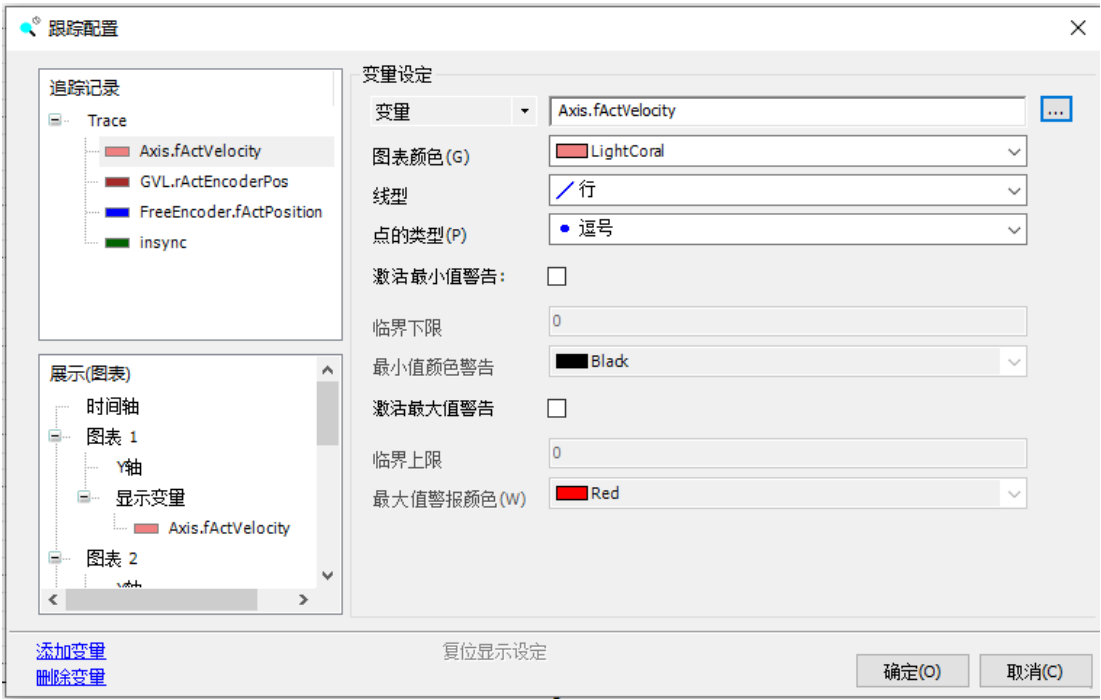 跟踪配置
追踪记录
Trace
Axis.fActVelocity
GVL.rActEncoderPos
FreeEncoder.fActPosition
insync
展示(图表)
时间轴
图表 1
Y轴
显示变量
Axis.fActVelocity
图表 2
Y轴
变量设定
变量 Axis.fActVelocity ...
图表颜色(G) LightCoral
线型 行
点的类型(P) 逗号
激活最小值警告:
临界下限 0
最小值颜色警告 Black
激活最大值警告
临界上限 0
最大值警报颜色(W) Red
添加变量
删除变量
复位显示设定
确定(O) 取消(C)